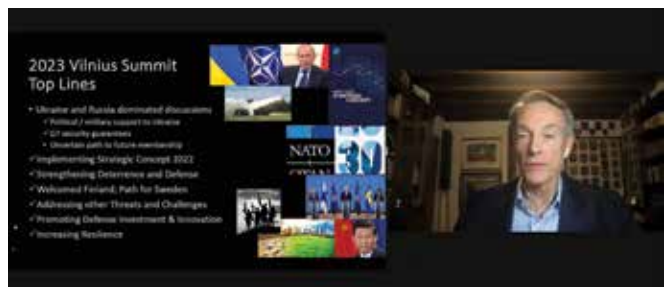 2023 Vilnius Summit
Top Lines
• Ukraine and Russia dominated discussions
✓Political / military support to Ukraine
✓G7 security guarantees
• Uncertain path to future membership
✓Implementing Strategic Concept 2022
✓Strengthening Deterrence and Defense
✓Welcomed Finland, Path for Sweden
✓Addressing other Threats and Challenges
✓Promoting Defense Investment & Innovation
✓Increasing Resilience
NATO
OTAN